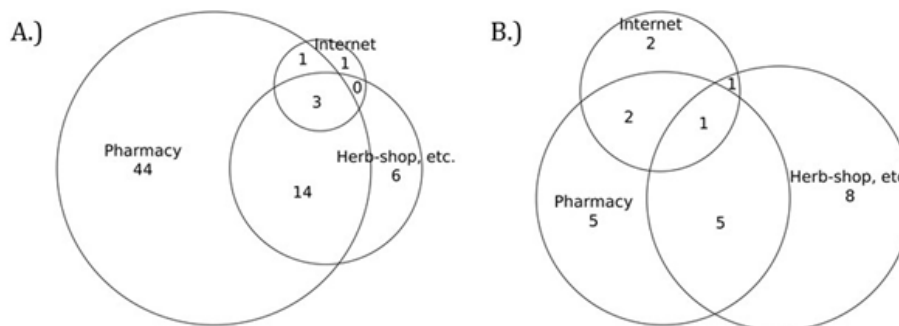 A.)
Internet
1
1
0
3
Pharmacy
44
Herb-shop, etc.
6
14
B.)
Internet
2
1
2
1
Pharmacy
5
Herb-shop, etc
8
5